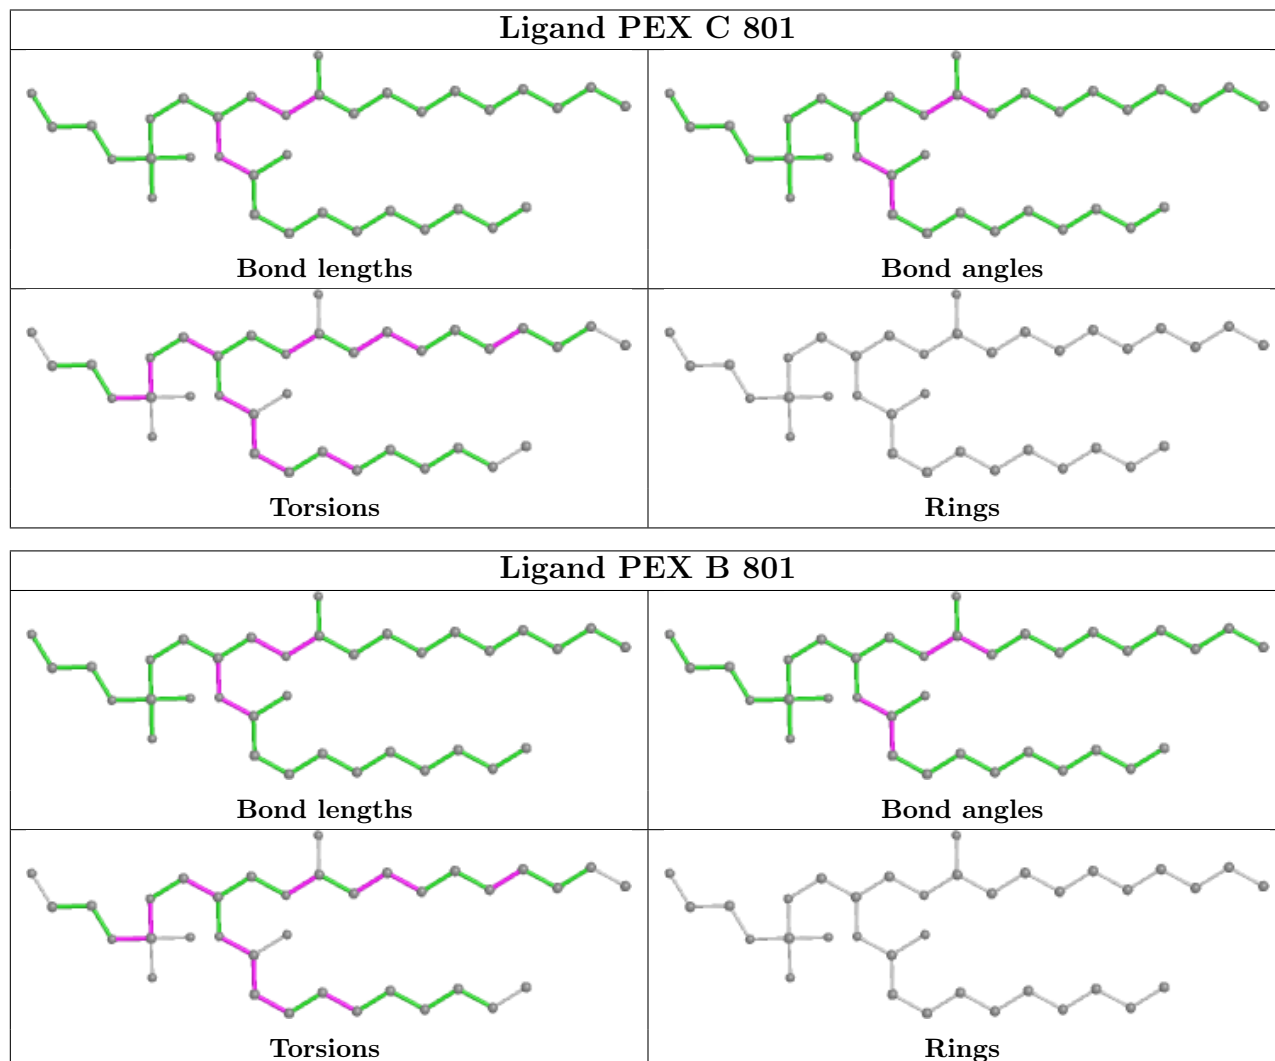 Ligand PEX C 801
Bond lengths
Bond angles
Torsions
Rings
Ligand PEX B 801
Bond lengths
Bond angles
Torsions
Rings